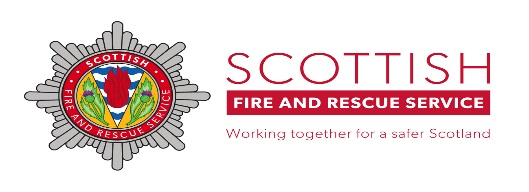 SCOTTISH
FIRE AND RESCUE SERVICE
SCOTTISH
FIRE AND RESCUE SERVICE
Working together for a safer Scotland